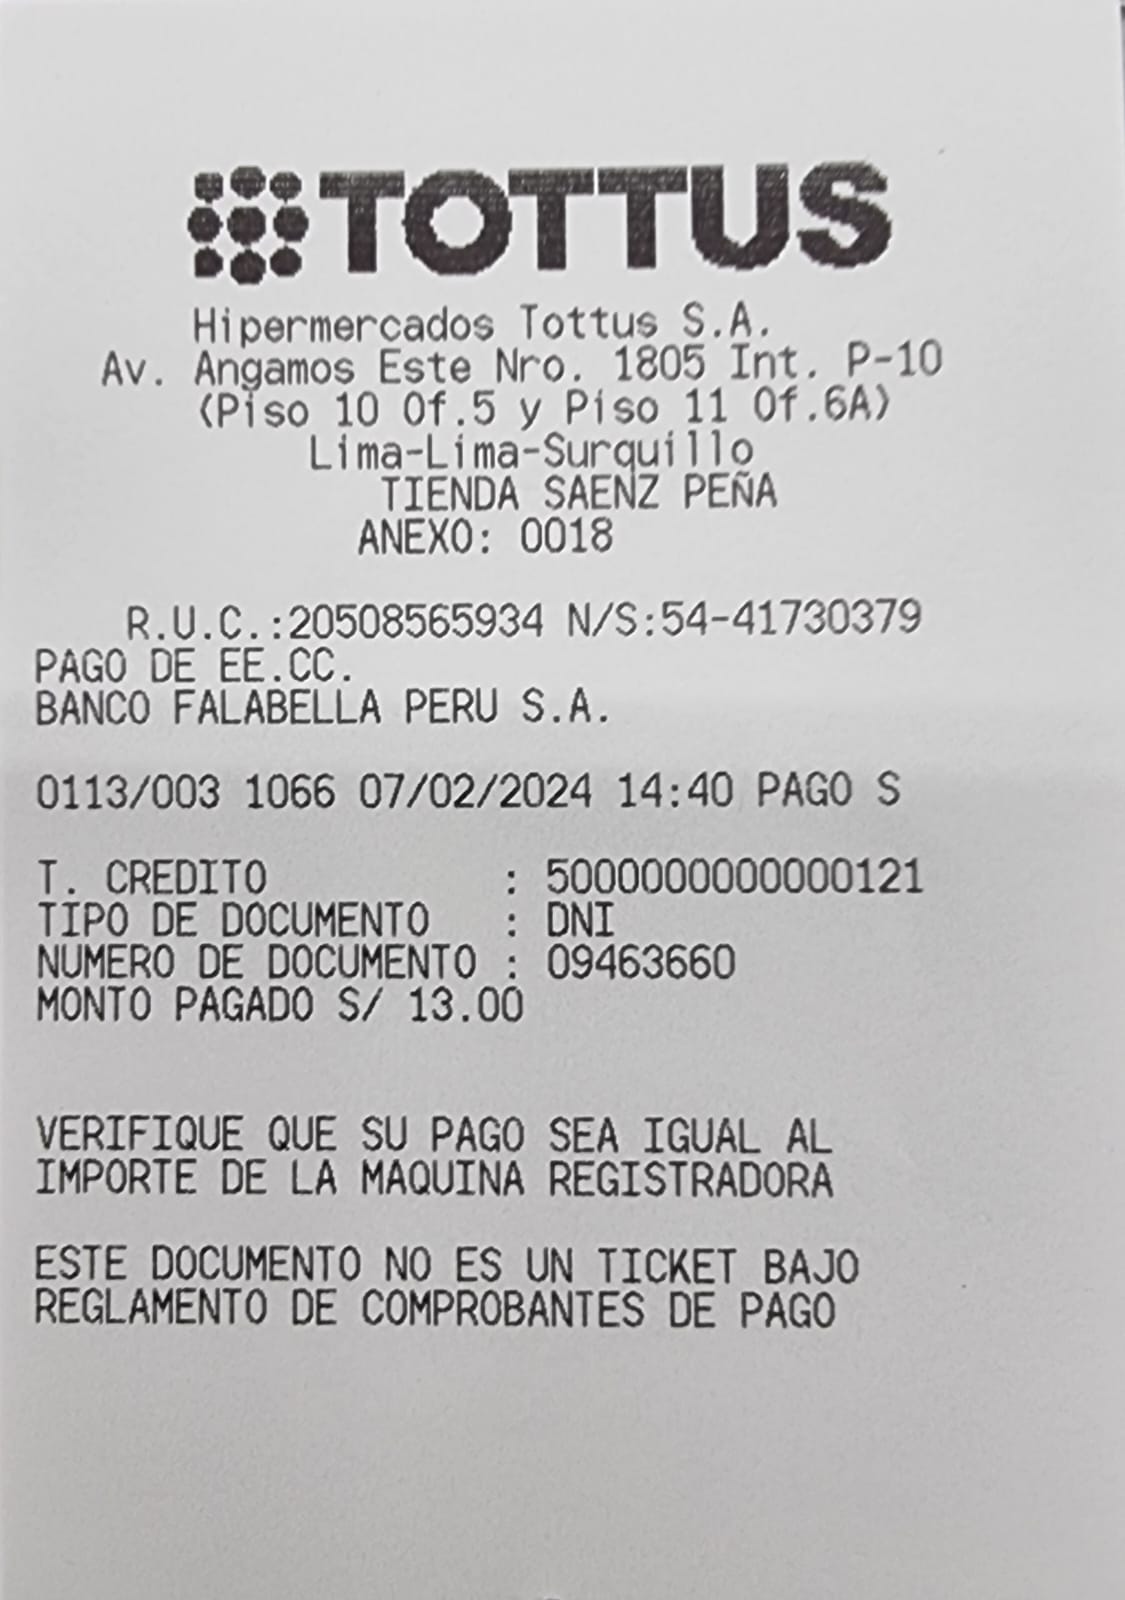 TOTTUS
Hipermercados Tottus S.A.
Av. Angamos Este Nro. 1805 Int. P-10
(Piso 10 Of.5 y Piso 11 Of.6A)
Lima-Lima-Surquillo
TIENDA SAENZ PEÑA
ANEXO: 0018
R.U.C.:20508565934 N/S:54-41730379
PAGO DE EE.CC.
BANCO FALABELLA PERU S.A.
0113/003 1066 07/02/2024 14:40 PAGO S
T. CREDITO : 5000000000000121
TIPO DE DOCUMENTO : DNI
NUMERO DE DOCUMENTO : 09463660
MONTO PAGADO S/ 13.00
VERIFIQUE QUE SU PAGO SEA IGUAL AL
IMPORTE DE LA MAQUINA REGISTRADORA
ESTE DOCUMENTO NO ES UN TICKET BAJO
REGLAMENTO DE COMPROBANTES DE PAGO